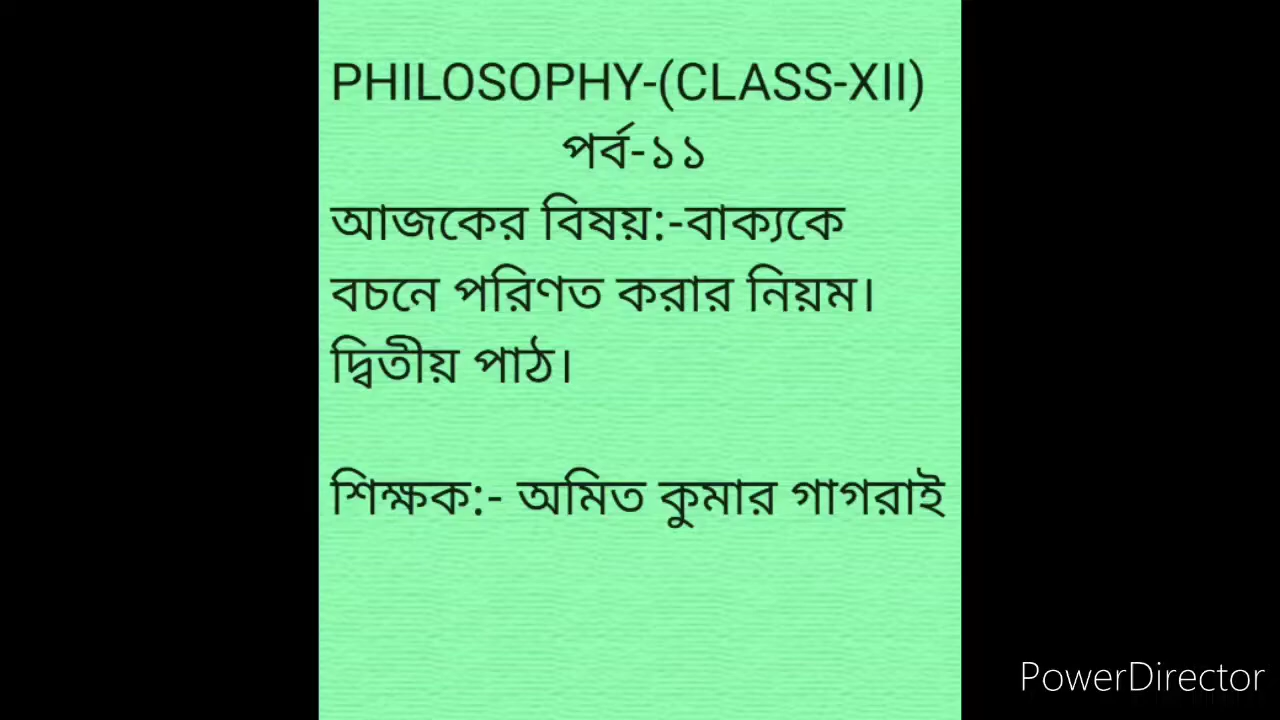 PHILOSOPHY-(CLASS-XII)
পর্ব-১১
আজকের বিষয়:-বাক্যকে
বচনে পরিণত করার নিয়ম।
দ্বিতীয় পাঠ।
শিক্ষক:- অমিত কুমার গাগরাই
PowerDirector